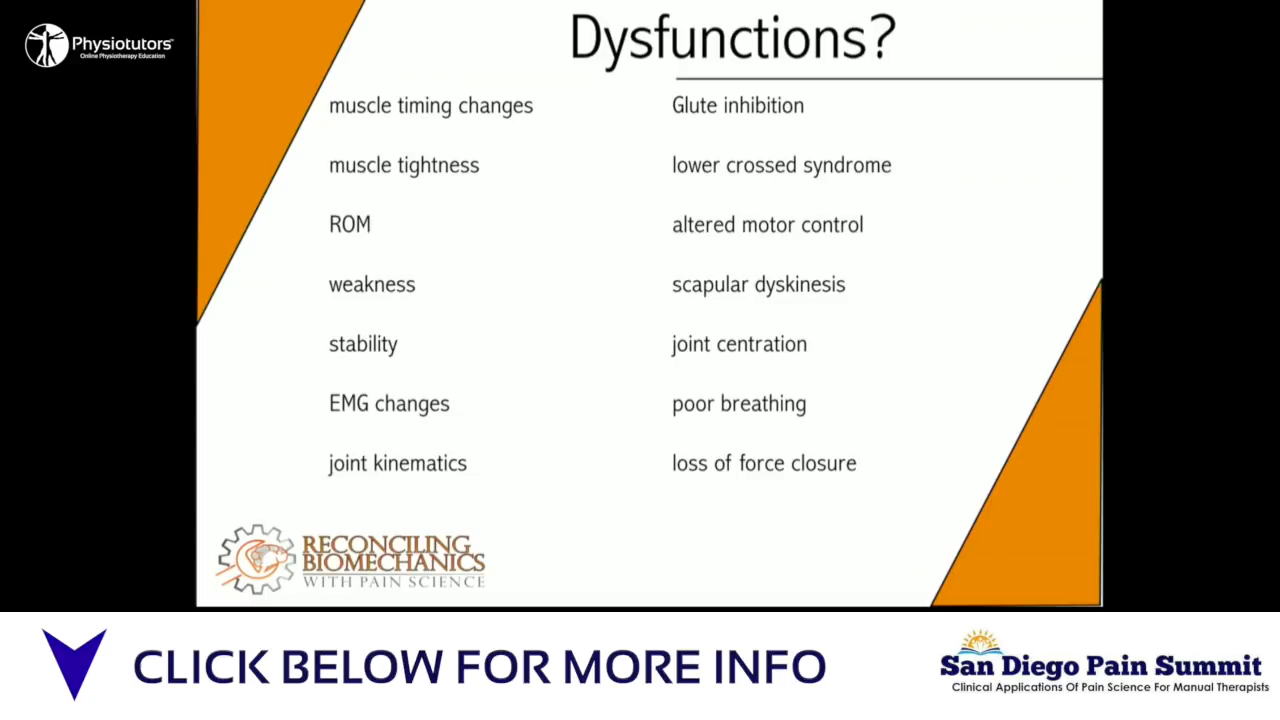 Physiotutors™
Online Physiotherapy Education
Dysfunctions?
muscle timing changes
muscle tightness
ROM
weakness
stability
EMG changes
joint kinematics
Glute inhibition
lower crossed syndrome
altered motor control
scapular dyskinesis
joint centration
poor breathing
loss of force closure
RECONCILING
BIOMECHANICS
WITH PAIN SCIENCE
CLICK BELOW FOR MORE INFO
San Diego Pain Summit
Clinical Applications Of Pain Science For Manual Therapists